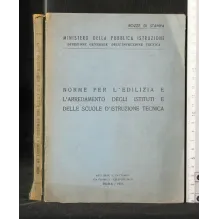 BOZZE DI STAMPA
MINISTERO DELLA PUBBLICA ISTRUZIONE
DIREZIONE GENERALE DELL'ISTRUZIONE TECNICA
NORME PER L'EDILIZIA E
L'ARREDAMENTO DEGLI ISTITUTI E
DELLE SCUOLE D'ISTRUZIONE TECNICA
ROMA